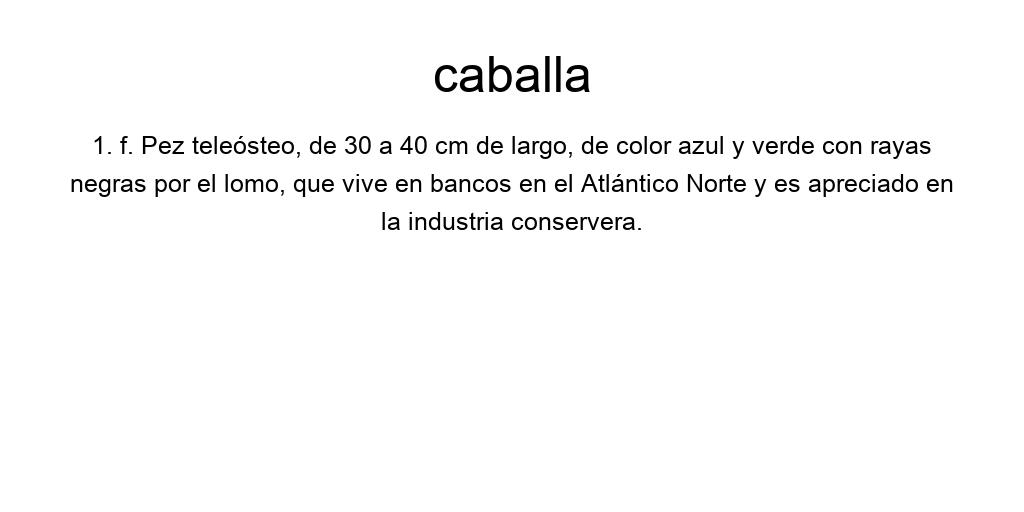 caballa
1. f. Pez teleósteo, de 30 a 40 cm de largo, de color azul y verde con rayas
negras por el lomo, que vive en bancos en el Atlántico Norte y es apreciado en
la industria conservera.